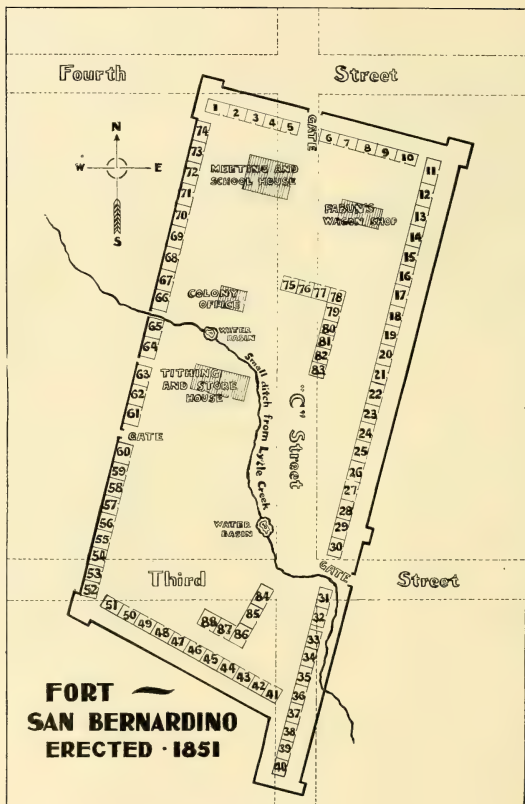 Fourth Street
N
W E
S
1 2 3 4 5
GATE
6 7 8 9 10
MEETING AND
SCHOOL HOUSE
PABUN'S
WAGON SHOP
11
12
13
14
15
16
17
18
19
20
21
22
23
24
25
26
27
28
29
30
74
73
72
71
70
69
68
67
66
65
64
63
62
61
GATE
60
59
58
57
56
55
54
53
52
75 76 77 78
79
80
81
82
83
COLONY
OFFICE
WATER
BASIN
TITHING
AND STORE
HOUSE
Small ditch from Lytle Creek
"C" Street
WATER
BASIN
GATE
Third Street
84
85
88 87 86
51 50 49 48 47 46 45 44 43 42 41
31
32
33
34
35
36
37
38
39
40
FORT
SAN BERNARDINO
ERECTED · 1851